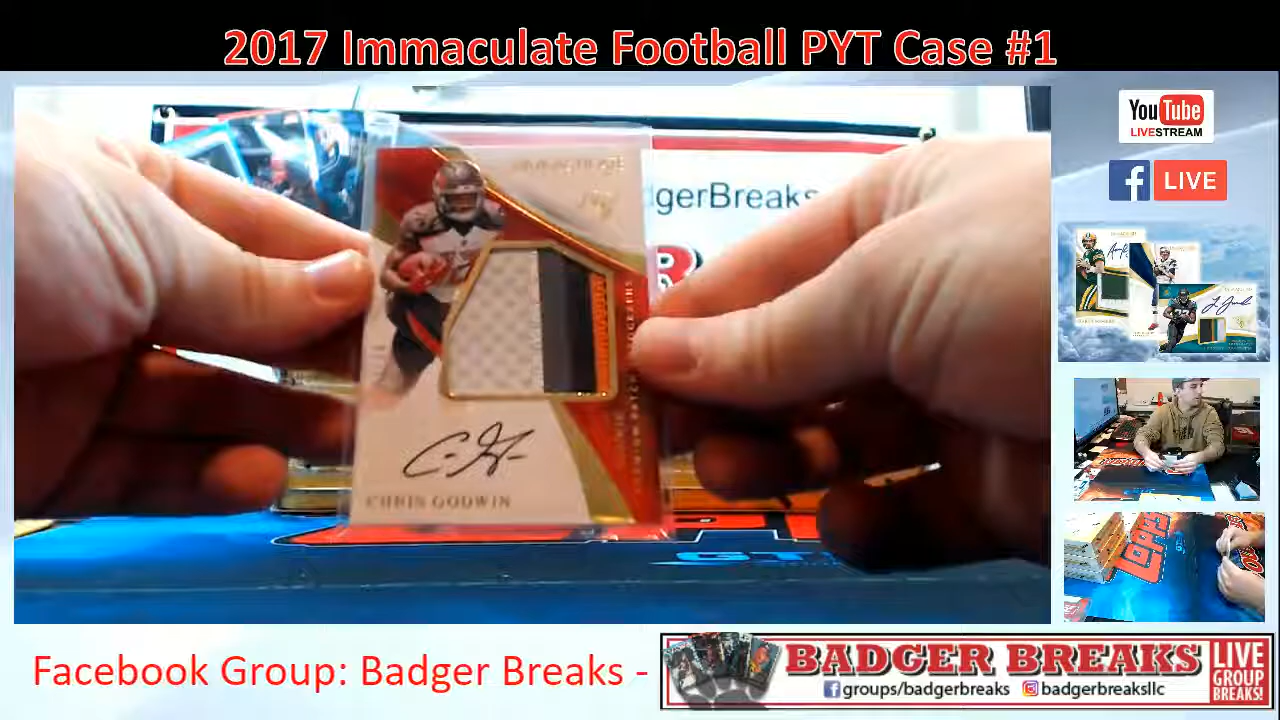 2017 Immaculate Football PYT Case #1
YouTube
LIVESTREAM
f LIVE
dgerBreaks
CHRIS GODWIN
Facebook Group: Badger Breaks -
BADGER BREAKS
f groups/badgerbreaks badgerbreaksllc
LIVE
GROUP
BREAKS!